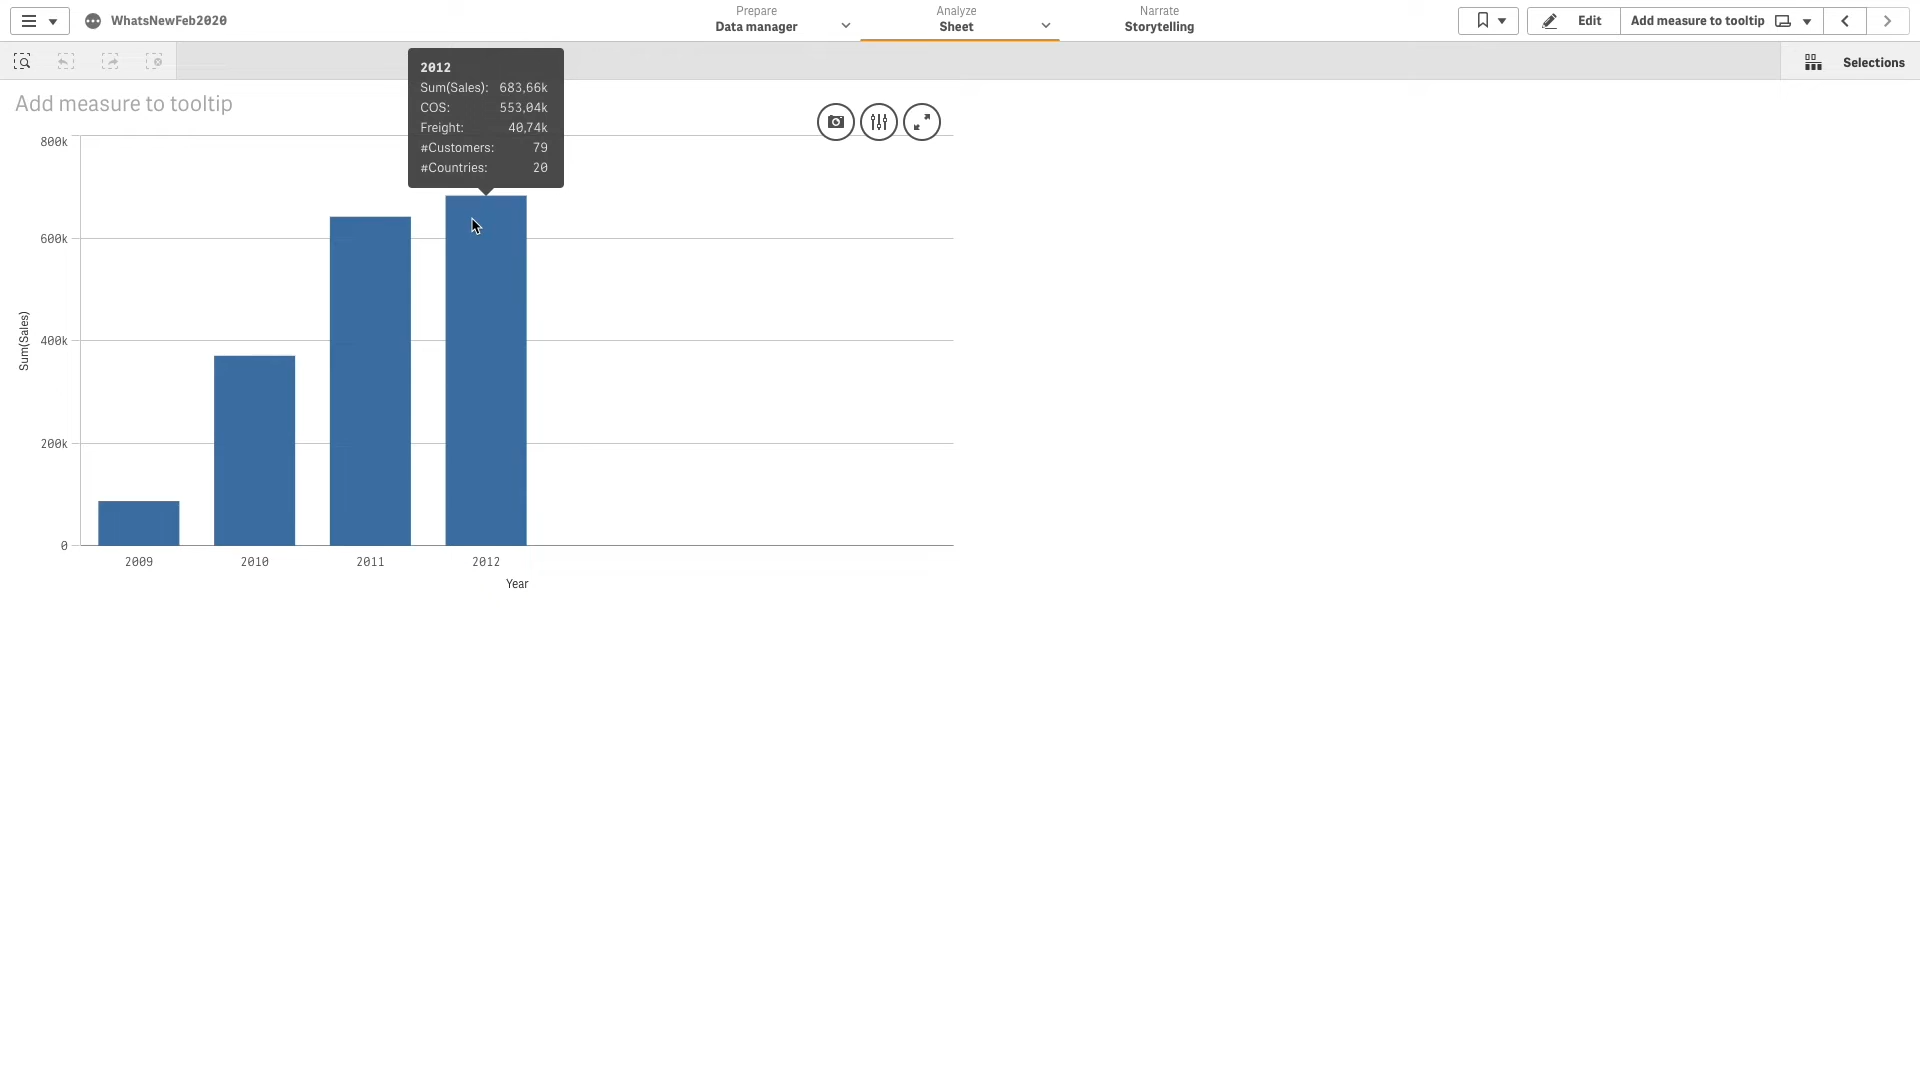 WhatsNewFeb2020
Prepare
Data manager
Analyze
Sheet
Narrate
Storytelling
Edit
Add measure to tooltip
Selections
Add measure to tooltip
2012
Sum(Sales): 683,66k
COS: 553,04k
Freight: 40,74k
#Customers: 79
#Countries: 20
800k
600k
400k
200k
0
Sum(Sales)
2009
2010
2011
2012
Year